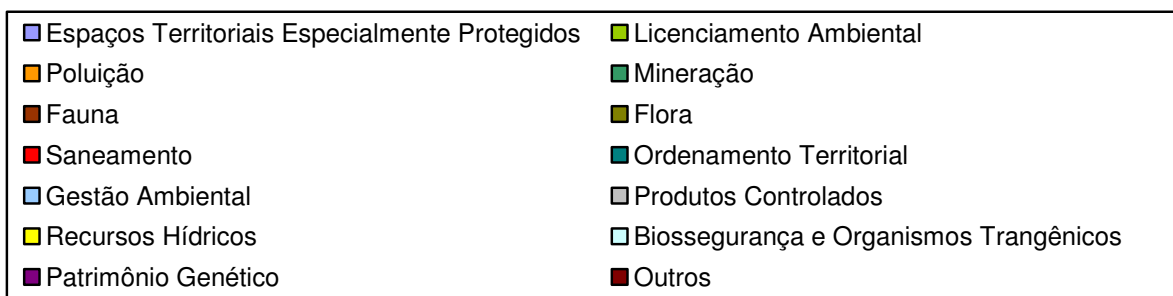 Espaços Territoriais Especialmente Protegidos Licenciamento Ambiental
Poluição Mineração
Fauna Flora
Saneamento Ordenamento Territorial
Gestão Ambiental Produtos Controlados
Recursos Hídricos Biossegurança e Organismos Trangênicos
Patrimônio Genético Outros